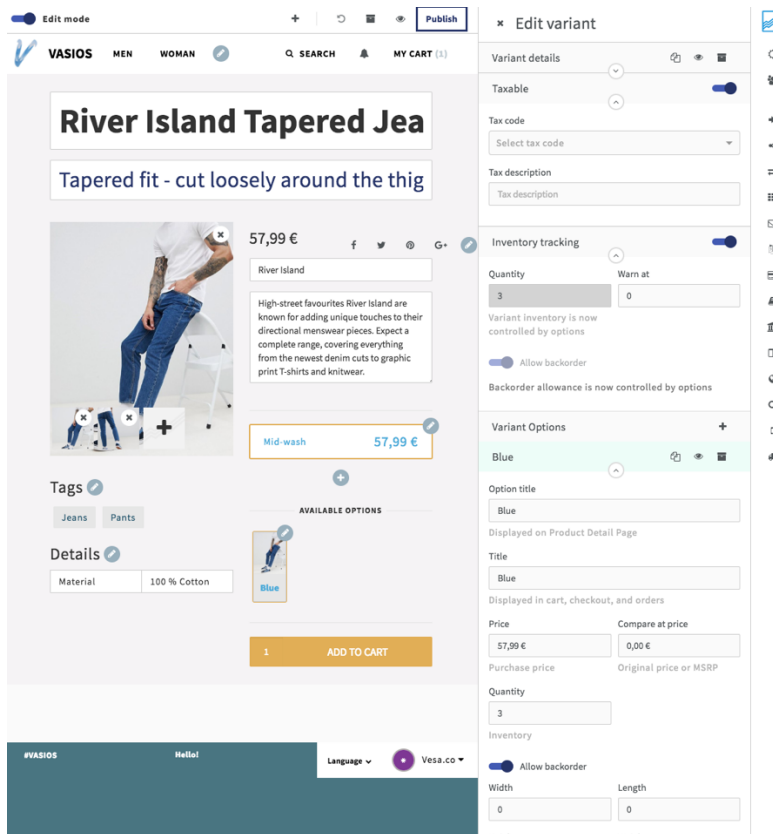 Edit mode
Publish
VASIOS
MEN
WOMAN
SEARCH
MY CART (1)
River Island Tapered Jea
Tapered fit - cut loosely around the thig
57,99 €
River Island
High-street favourites River Island are
known for adding unique touches to their
directional menswear pieces. Expect a
complete range, covering everything
from the newest denim cuts to graphic
print T-shirts and knitwear.
Mid-wash 57,99 €
Tags
Jeans
Pants
AVAILABLE OPTIONS
Blue
Details
Material 100 % Cotton
1 ADD TO CART
#VASIOS
Hello!
Language
Vesa.co
Edit variant
Variant details
Taxable
Tax code
Select tax code
Tax description
Tax description
Inventory tracking
Quantity Warn at
3 0
Variant inventory is now
controlled by options
Allow backorder
Backorder allowance is now controlled by options
Variant Options
Blue
Option title
Blue
Displayed on Product Detail Page
Title
Blue
Displayed in cart, checkout, and orders
Price Compare at price
57,99 € 0,00 €
Purchase price Original price or MSRP
Quantity
3
Inventory
Allow backorder
Width Length
0 0